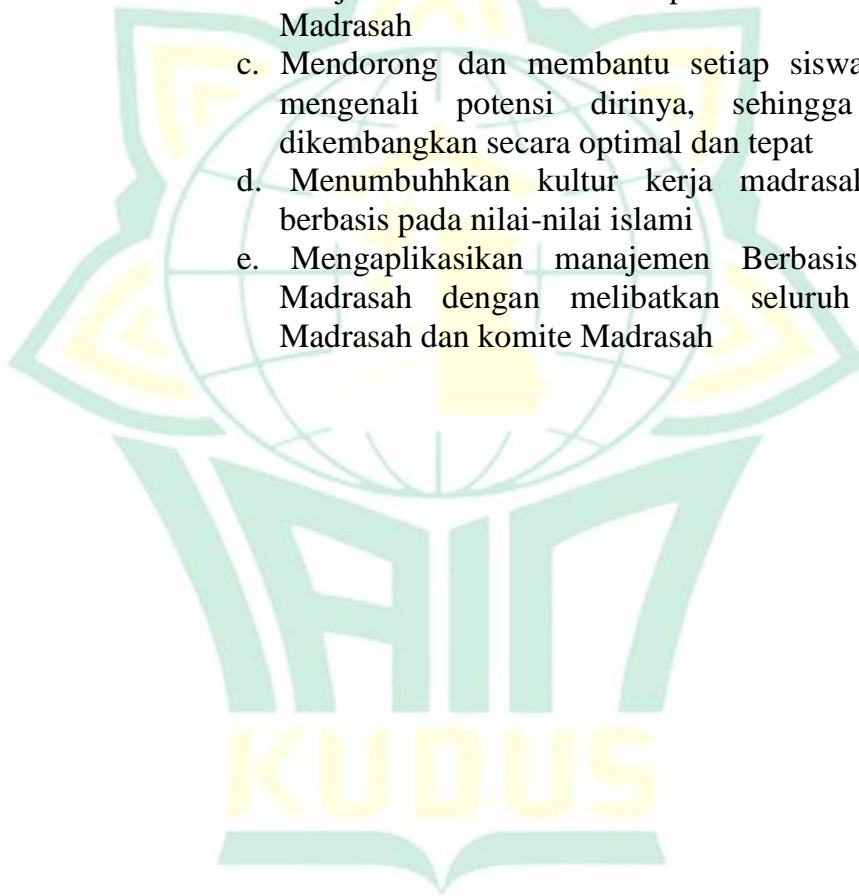 Madrasah
c. Mendorong dan membantu setiap siswa
mengenali potensi dirinya, sehingga
dikembangkan secara optimal dan tepat
d. Menumbuhhkan kultur kerja madrasah
berbasis pada nilai-nilai islami
e. Mengaplikasikan manajemen Berbasis
Madrasah dengan melibatkan seluruh
Madrasah dan komite Madrasah
IAIN
KUDUS